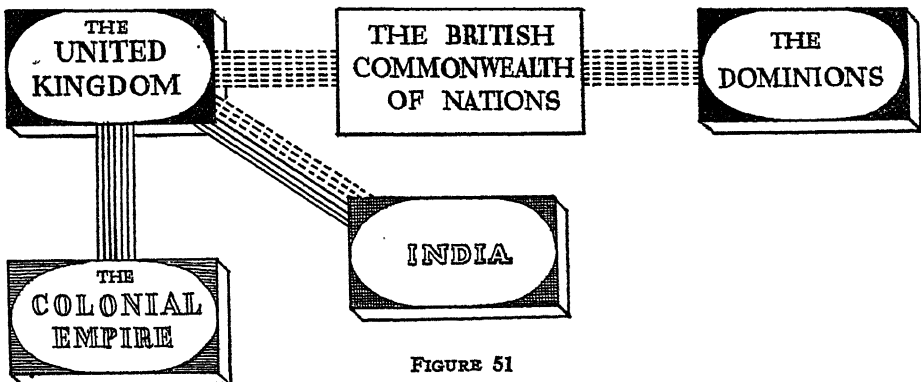 THE
UNITED
KINGDOM
THE BRITISH
COMMONWEALTH
OF NATIONS
THE
DOMINIONS
INDIA
THE
COLONIAL
EMPIRE
FIGURE 51